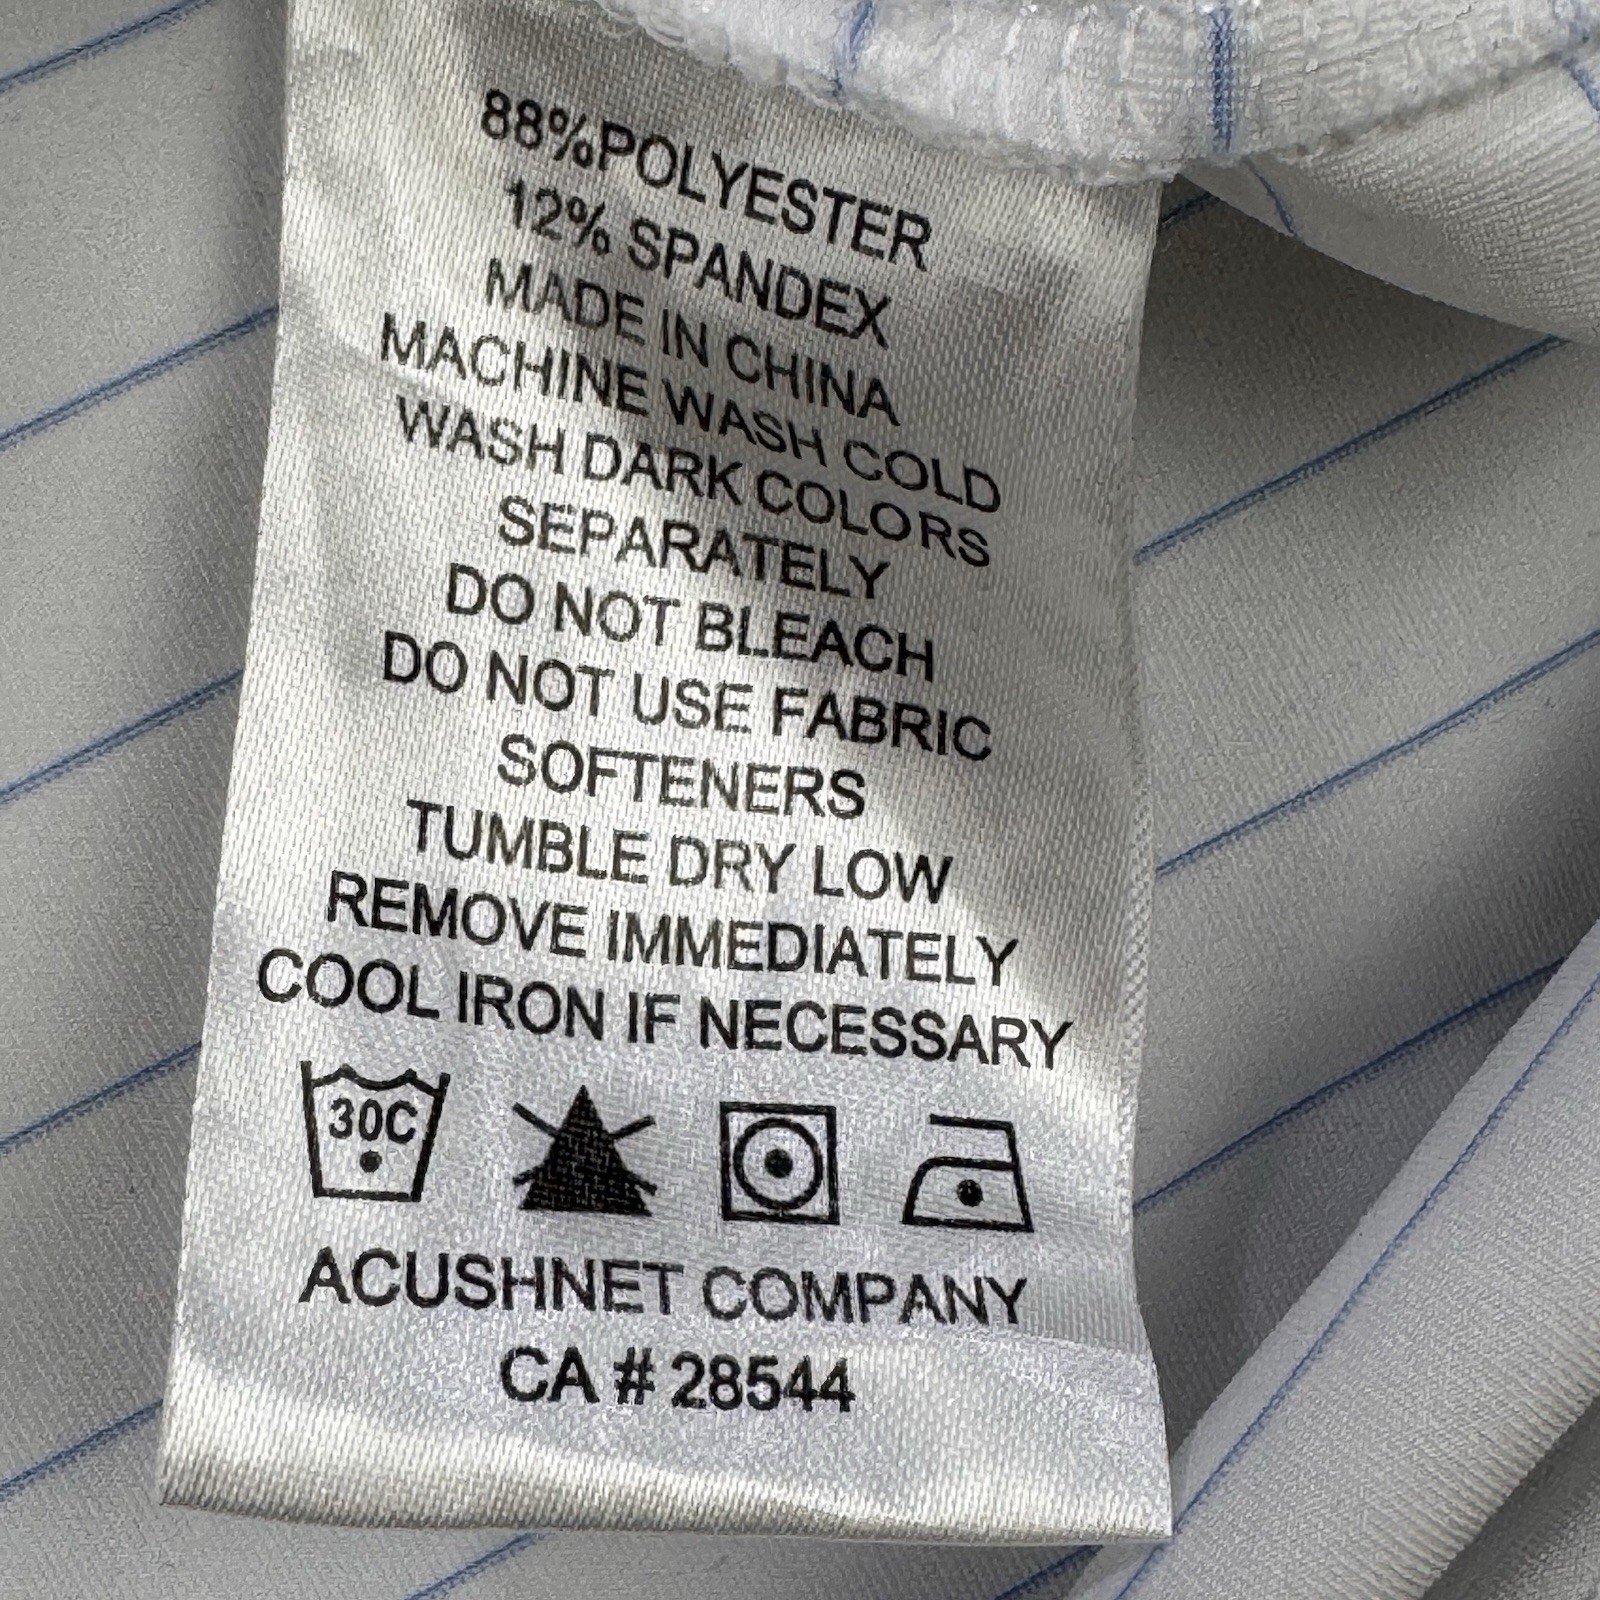 88%POLYESTER
12% SPANDEX
MADE IN CHINA
MACHINE WASH COLD
WASH DARK COLORS
SEPARATELY
DO NOT BLEACH
DO NOT USE FABRIC
SOFTENERS
TUMBLE DRY LOW
REMOVE IMMEDIATELY
COOL IRON IF NECESSARY
30C
ACUSHNET COMPANY
CA # 28544